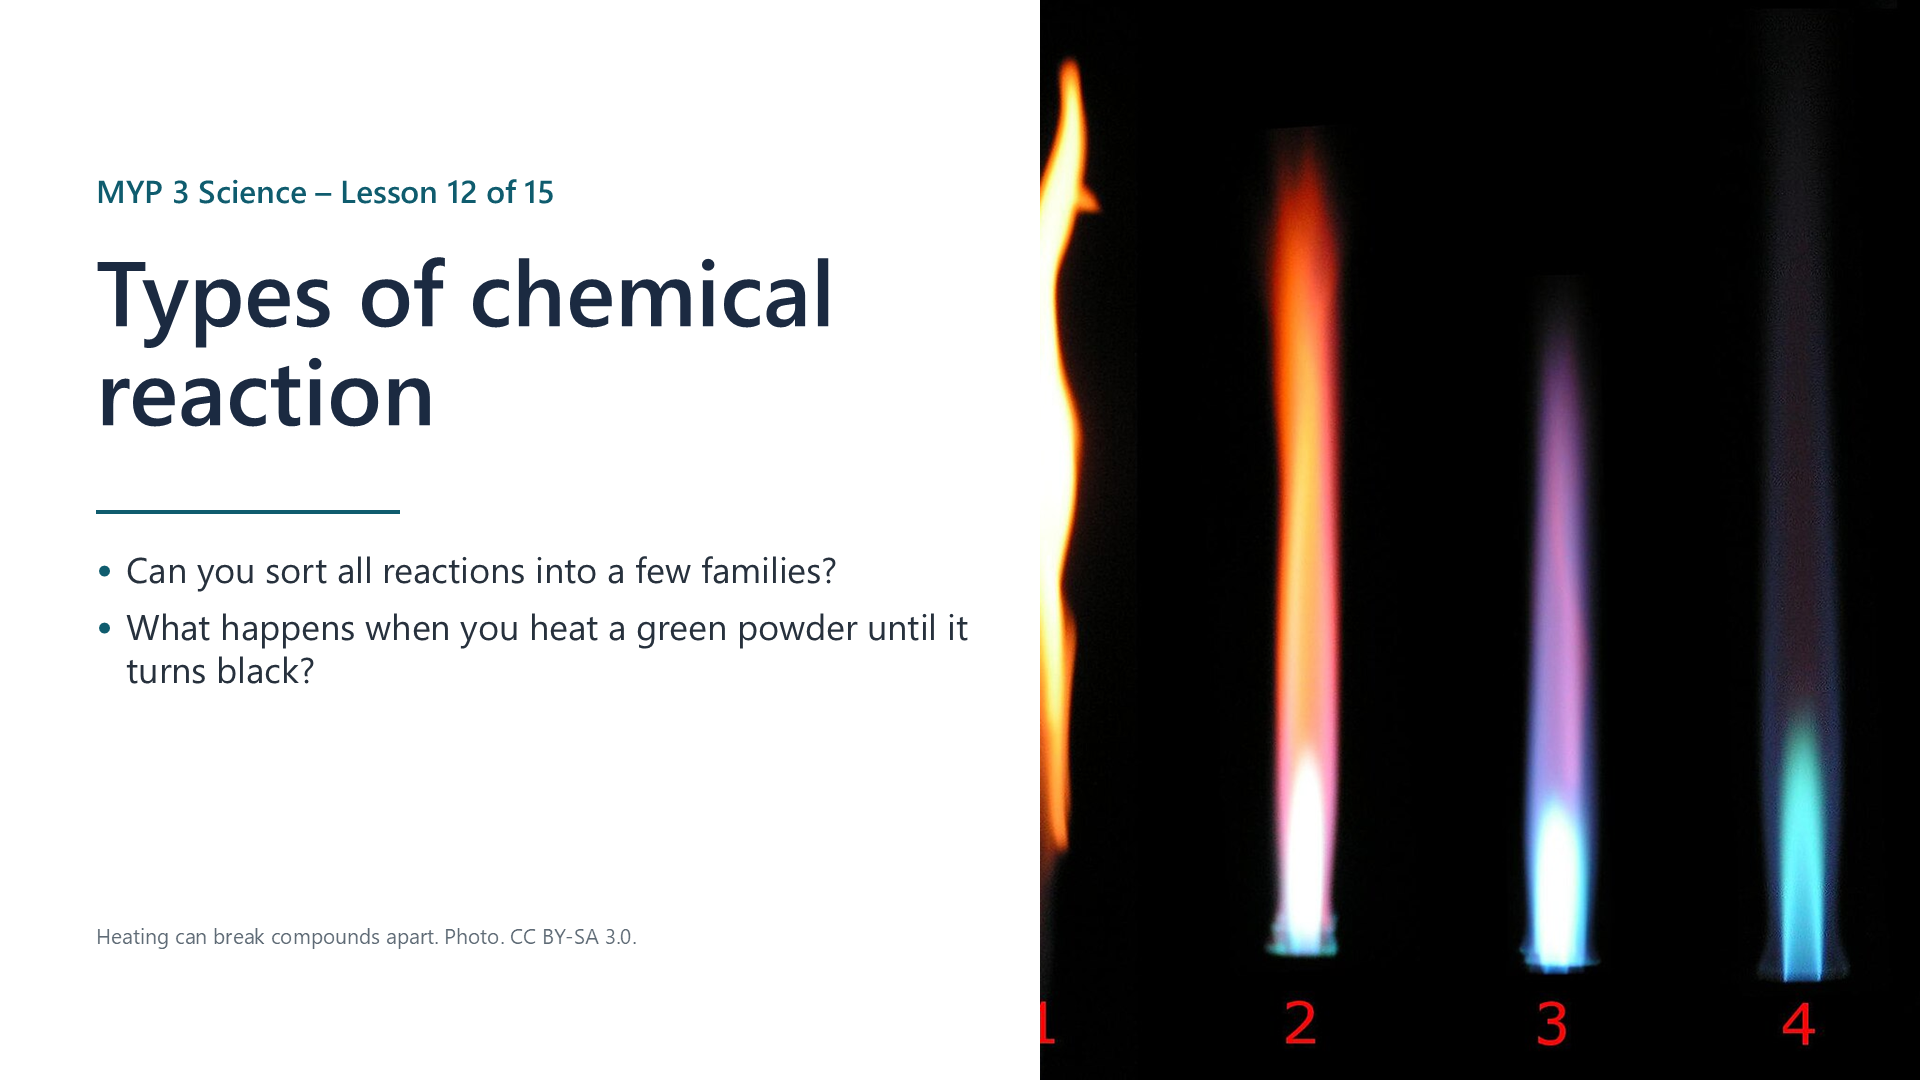 MYP 3 Science – Lesson 12 of 15
Types of chemical
reaction
• Can you sort all reactions into a few families?
• What happens when you heat a green powder until it
turns black?
Heating can break compounds apart. Photo. CC BY-SA 3.0.
1 2 3 4